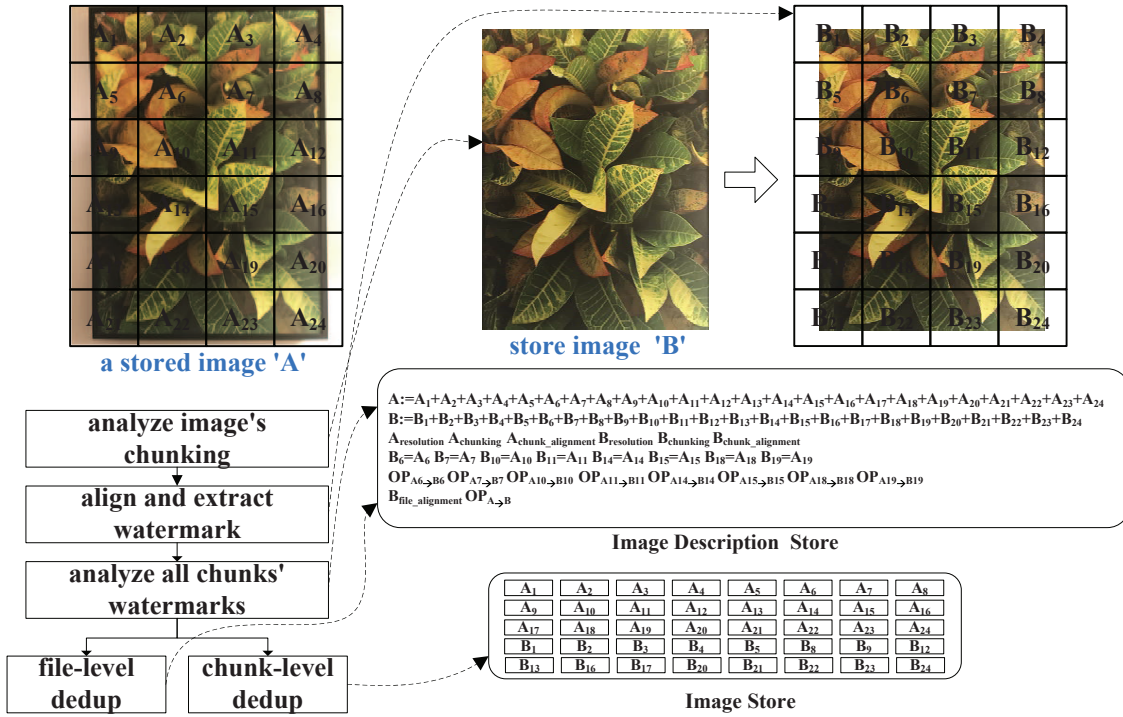 A1 A2 A3 A4
A5 A6 A7 A8
A10 A11 A12
A14 A15 A16
A19 A20
A22 A23 A24
a stored image 'A'
store image 'B'
B1 B2 B3 B4
B5 B6 B7 B8
B10 B11 B12
B14 B15 B16
B19 B20
B22 B23 B24
analyze image's
chunking
align and extract
watermark
analyze all chunks'
watermarks
file-level
dedup
chunk-level
dedup
A:=A1+A2+A3+A4+A5+A6+A7+A8+A9+A10+A11+A12+A13+A14+A15+A16+A17+A18+A19+A20+A21+A22+A23+A24
B:=B1+B2+B3+B4+B5+B6+B7+B8+B9+B10+B11+B12+B13+B14+B15+B16+B17+B18+B19+B20+B21+B22+B23+B24
Aresolution Achunking Achunk_alignment Bresolution Bchunking Bchunk_alignment
B6=A6 B7=A7 B10=A10 B11=A11 B14=A14 B15=A15 B18=A18 B19=A19
OPA6→B6 OPA7→B7 OPA10→B10 OPA11→B11 OPA14→B14 OPA15→B15 OPA18→B18 OPA19→B19
Bfile_alignment OPA→B
Image Description Store
A1 A2 A3 A4 A5 A6 A7 A8
A9 A10 A11 A12 A13 A14 A15 A16
A17 A18 A19 A20 A21 A22 A23 A24
B1 B2 B3 B4 B5 B8 B9 B12
B13 B16 B17 B20 B21 B22 B23 B24
Image Store